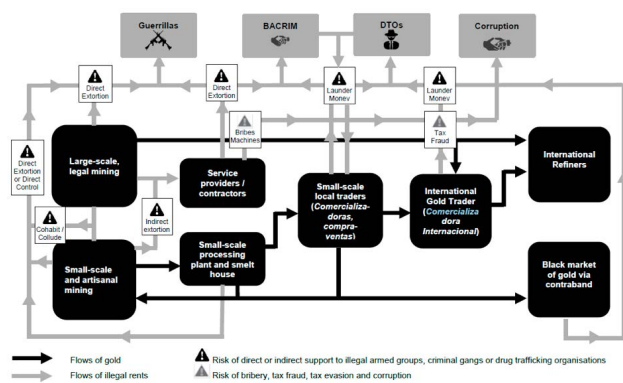 Guerrillas
BACRIM
DTOs
Corruption
Direct
Extortion
Direct
Extortion
Launder
Money
Launder
Money
Bribes
Machines
Tax
Fraud
Direct
Extortion
or Direct
Control
Large-scale,
legal mining
Service
providers /
contractors
Small-scale
local traders
(Comercializa-
doras,
compra-
ventas)
International
Gold Trader
(Comercializa
dora
Internacional)
International
Refiners
Indirect
extortion
Cohabit /
Collude
Small-scale
and artisanal
mining
Small-scale
processing
plant and smelt
house
Black market
of gold via
contraband
Flows of gold
Risk of direct or indirect support to illegal armed groups, criminal gangs or drug trafficking organisations
Flows of illegal rents
Risk of bribery, tax fraud, tax evasion and corruption